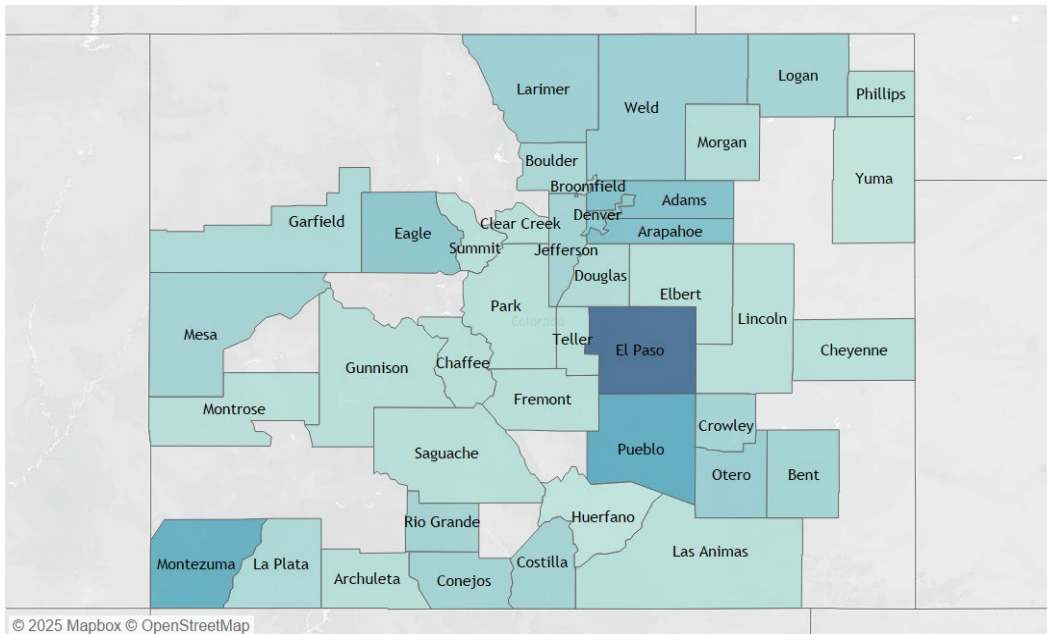 Larimer
Weld
Logan
Phillips
Morgan
Boulder
Yuma
Broomfield
Adams
Denver
Garfield
Clear Creek
Eagle
Arapahoe
Summit
Jefferson
Douglas
Elbert
Park
Lincoln
Colorado
Mesa
Teller
El Paso
Cheyenne
Chaffee
Gunnison
Fremont
Montrose
Crowley
Pueblo
Saguache
Otero
Bent
Huerfano
Rio Grande
Las Animas
Costilla
Montezuma
La Plata
Archuleta
Conejos
© 2025 Mapbox © OpenStreetMap